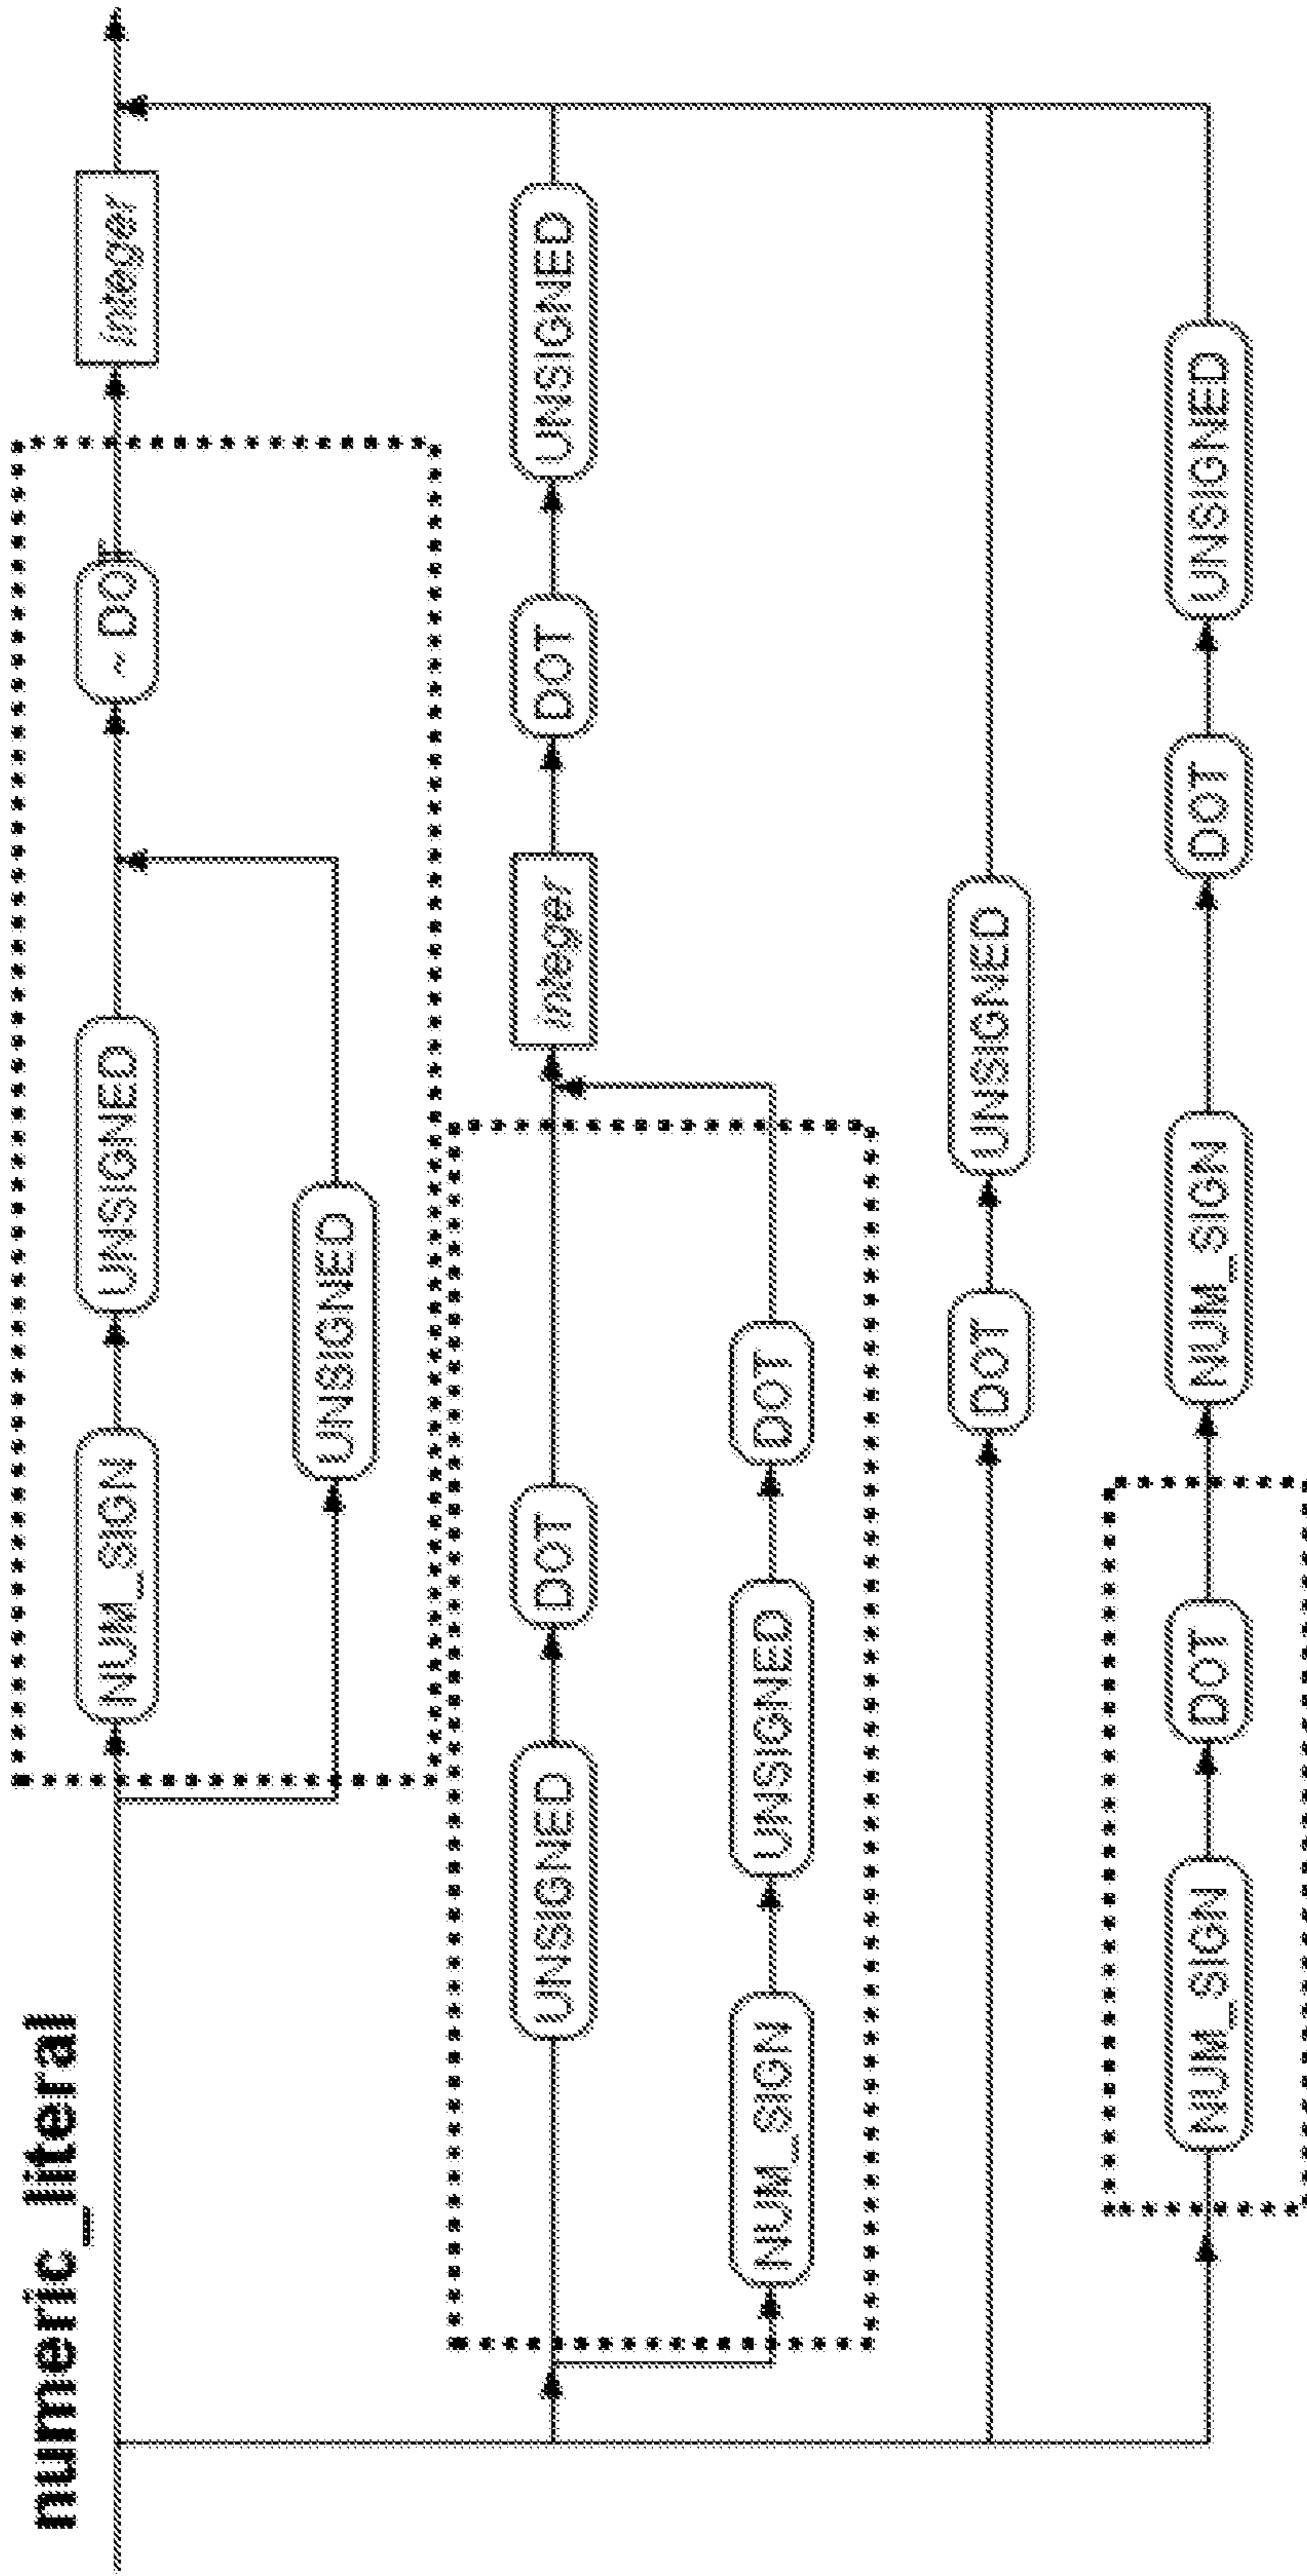 numeric_literal
NUM_SIGN UNSIGNED ~ DOT integer
UNSIGNED
UNSIGNED DOT integer DOT UNSIGNED
NUM_SIGN UNSIGNED DOT
DOT UNSIGNED
NUM_SIGN DOT NUM_SIGN DOT UNSIGNED